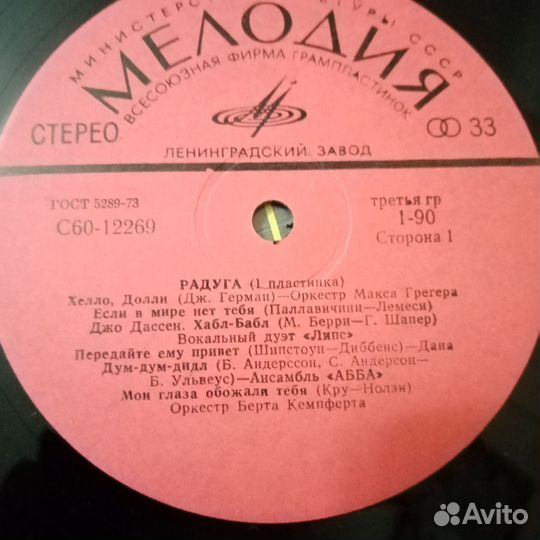 МИНИСТЕРСТВО КУЛЬТУРЫ СССР
МЕЛОДИЯ
ВСЕСОЮЗНАЯ ФИРМА ГРАМПЛАСТИНОК
СТЕРЕО
33
ЛЕНИНГРАДСКИЙ ЗАВОД
ГОСТ 5289-73
третья гр
С60-12269
1-90
Сторона 1
РАДУГА (1 пластинка)
Хелло, Долли (Дж. Герман)—Оркестр Макса Грегера
Если в мире нет тебя (Паллавичини—Лемеси)
Джо Дассен. Хабл-Бабл (М. Берри—Г. Шапер)
Вокальный дуэт «Липс»
Передайте ему привет (Шипстоун—Диббенс)—Дана
Дум-дум-дидл (Б. Андерссон, С. Андерсон—
Б. Ульвеус)—Ансамбль «АББА»
Мои глаза обожали тебя (Кру—Нолэн)
Оркестр Берта Кемпферта
Avito